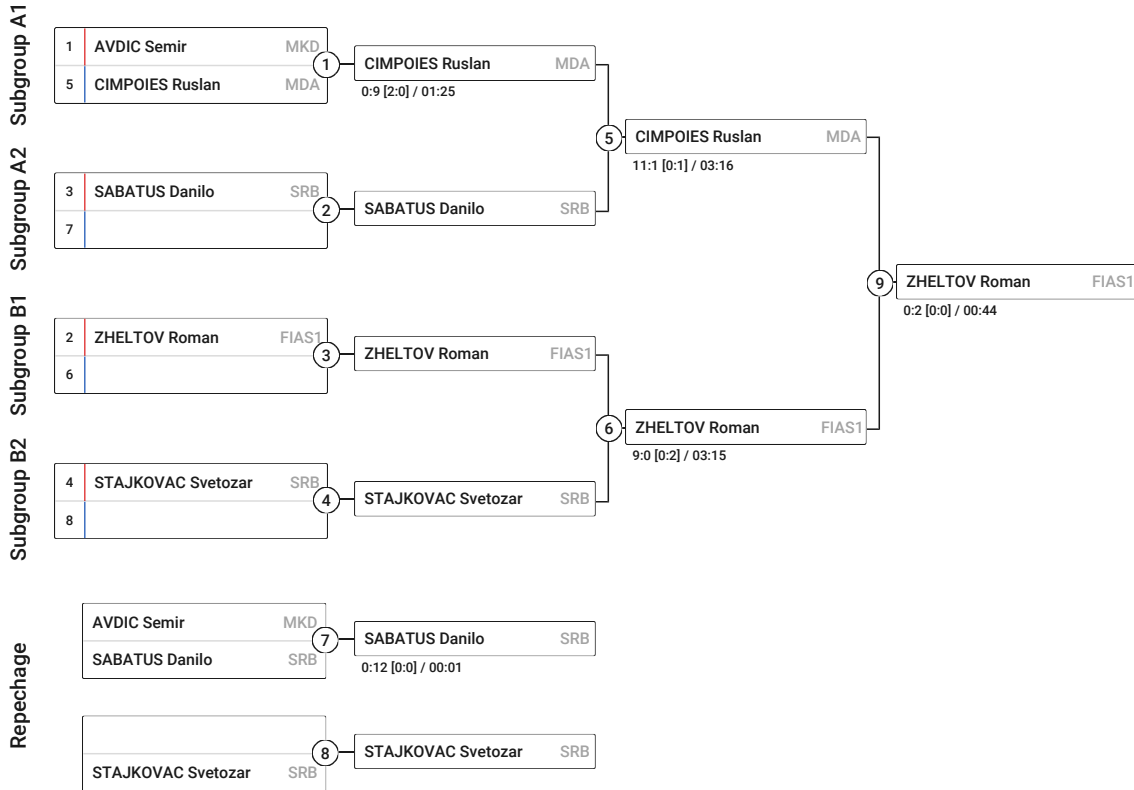 Subgroup A1
1 AVDIC Semir MKD
5 CIMPOIES Ruslan MDA
1
CIMPOIES Ruslan MDA
0:9 [2:0] / 01:25
Subgroup A2
3 SABATUS Danilo SRB
7
2
SABATUS Danilo SRB
5
CIMPOIES Ruslan MDA
11:1 [0:1] / 03:16
Subgroup B1
2 ZHELTOV Roman FIAS1
6
3
ZHELTOV Roman FIAS1
Subgroup B2
4 STAJKOVAC Svetozar SRB
8
4
STAJKOVAC Svetozar SRB
6
ZHELTOV Roman FIAS1
9:0 [0:2] / 03:15
9
ZHELTOV Roman FIAS1
0:2 [0:0] / 00:44
Repechage
AVDIC Semir MKD
SABATUS Danilo SRB
7
SABATUS Danilo SRB
0:12 [0:0] / 00:01
STAJKOVAC Svetozar SRB
8
STAJKOVAC Svetozar SRB